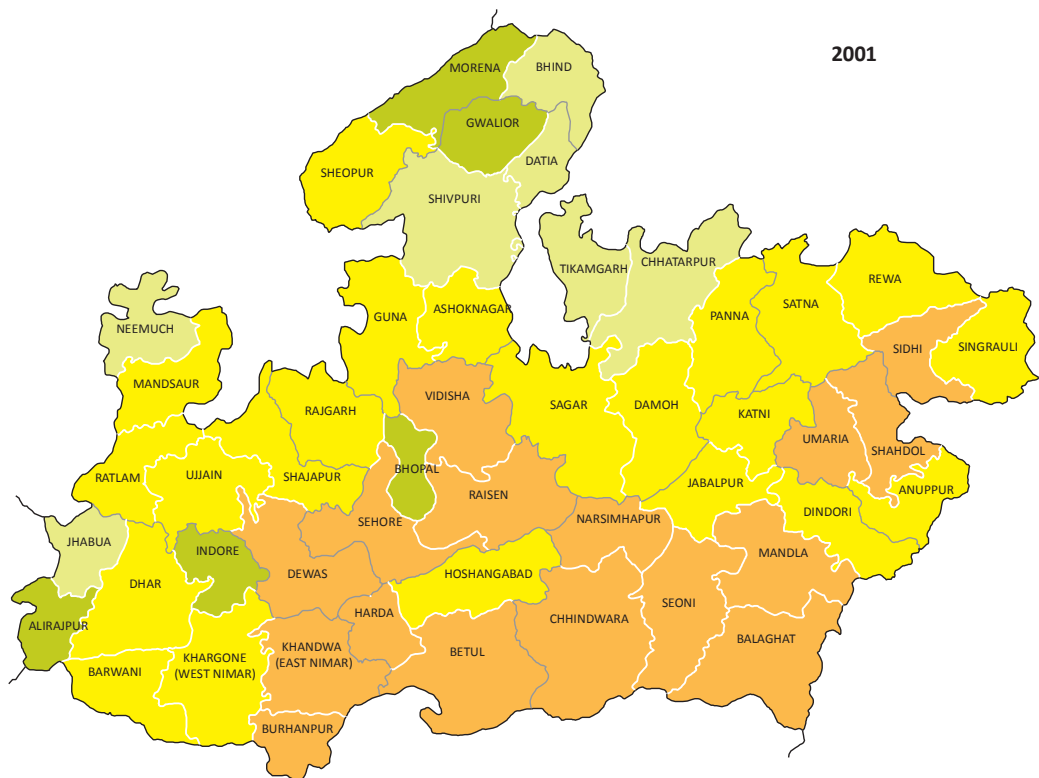 2001
MORENA
BHIND
GWALIOR
DATIA
SHEOPUR
SHIVPURI
TIKAMGARH
CHHATARPUR
REWA
SATNA
PANNA
ASHOKNAGAR
GUNA
NEEMUCH
SIDHI
SINGRAULI
MANDSAUR
VIDISHA
SAGAR
DAMOH
KATNI
RAJGARH
UMARIA
SHAHDOL
BHOPAL
RATLAM
UJJAIN
SHAJAPUR
RAISEN
JABALPUR
ANUPPUR
DINDORI
SEHORE
NARSIMHAPUR
JHABUA
INDORE
MANDLA
DEWAS
HOSHANGABAD
DHAR
SEONI
HARDA
CHHINDWARA
ALIRAJPUR
BALAGHAT
KHANDWA
(EAST NIMAR)
BETUL
KHARGONE
(WEST NIMAR)
BARWANI
BURHANPUR